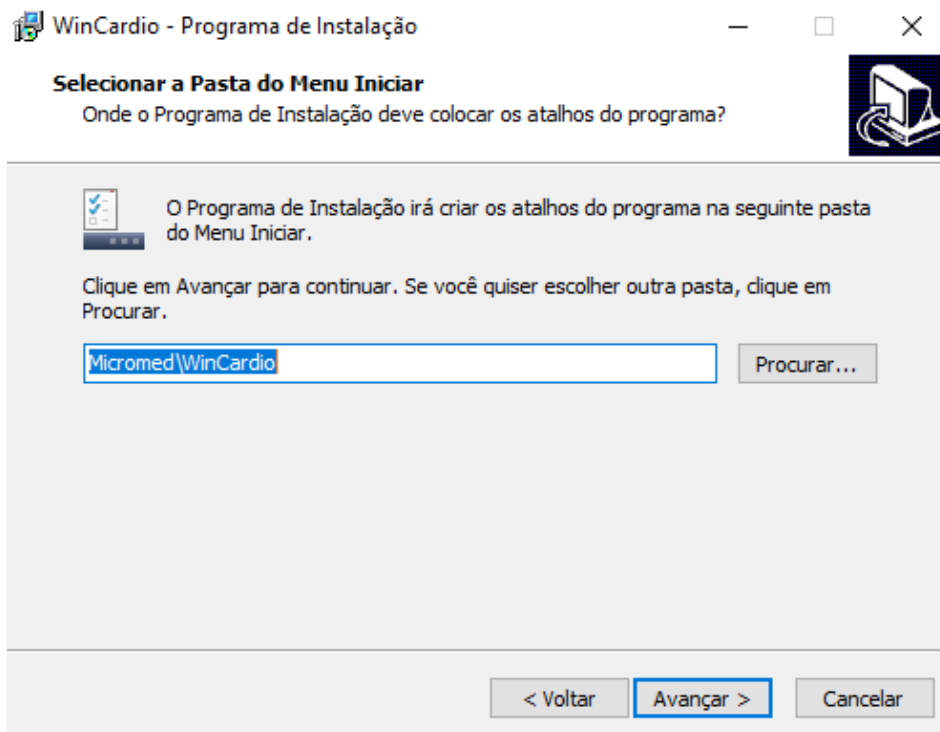 WinCardio - Programa de Instalação
Selecionar a Pasta do Menu Iniciar
Onde o Programa de Instalação deve colocar os atalhos do programa?
O Programa de Instalação irá criar os atalhos do programa na seguinte pasta
do Menu Iniciar.
Clique em Avançar para continuar. Se você quiser escolher outra pasta, clique em
Procurar.
Micromed\WinCardio
Procurar...
< Voltar
Avançar >
Cancelar